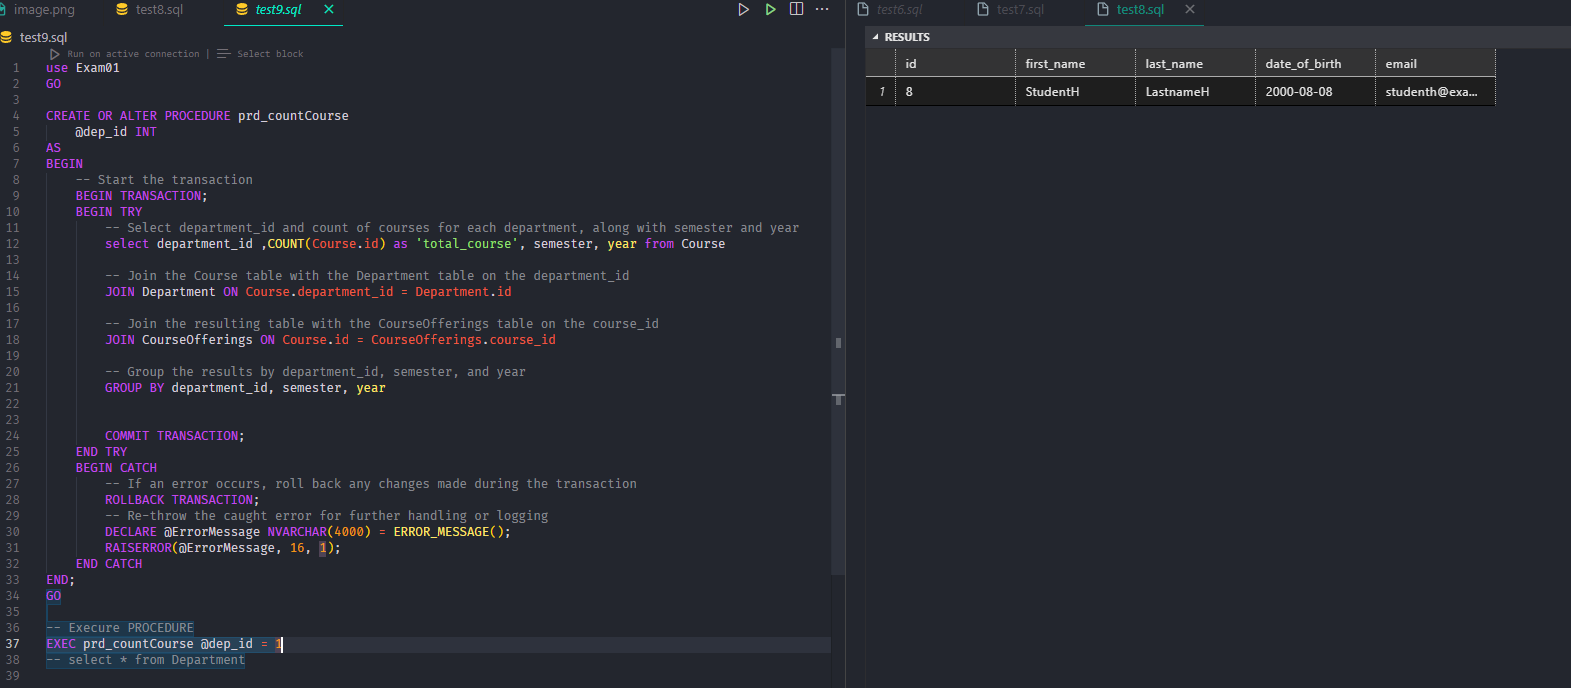 image.png test8.sql test9.sql
test9.sql
Run on active connection | Select block
1 use Exam01
2 GO
3
4 CREATE OR ALTER PROCEDURE prd_countCourse
5 @dep_id INT
6 AS
7 BEGIN
8 -- Start the transaction
9 BEGIN TRANSACTION;
10 BEGIN TRY
11 -- Select department_id and count of courses for each department, along with semester and year
12 select department_id ,COUNT(Course.id) as 'total_course', semester, year from Course
13
14 -- Join the Course table with the Department table on the department_id
15 JOIN Department ON Course.department_id = Department.id
16
17 -- Join the resulting table with the CourseOfferings table on the course_id
18 JOIN CourseOfferings ON Course.id = CourseOfferings.course_id
19
20 -- Group the results by department_id, semester, and year
21 GROUP BY department_id, semester, year
22
23
24 COMMIT TRANSACTION;
25 END TRY
26 BEGIN CATCH
27 -- If an error occurs, roll back any changes made during the transaction
28 ROLLBACK TRANSACTION;
29 -- Re-throw the caught error for further handling or logging
30 DECLARE @ErrorMessage NVARCHAR(4000) = ERROR_MESSAGE();
31 RAISERROR(@ErrorMessage, 16, 1);
32 END CATCH
33 END;
34 GO
35
36 -- Execure PROCEDURE
37 EXEC prd_countCourse @dep_id = 1
38 -- select * from Department
39
test6.sql test7.sql test8.sql
RESULTS
id first_name last_name date_of_birth email
1 8 StudentH LastnameH 2000-08-08 studenth@exa...